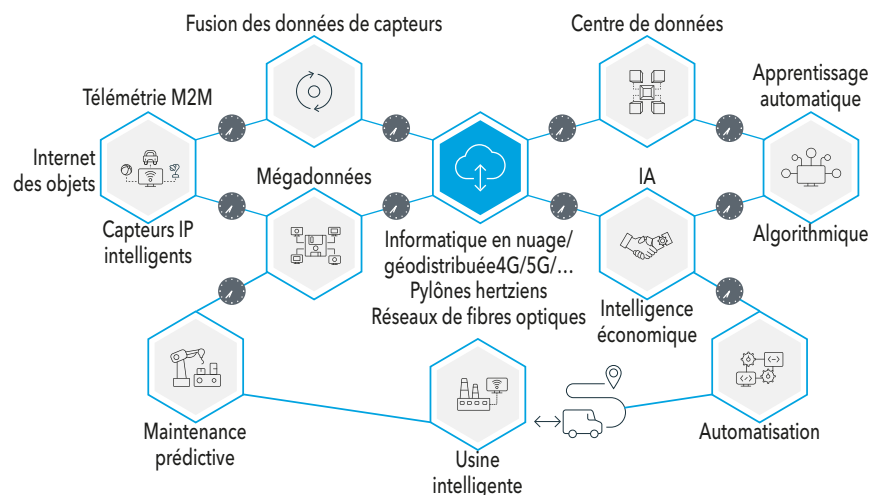 Fusion des données de capteurs
Centre de données
Télémétrie M2M
Apprentissage
automatique
Internet
des objets
Mégadonnées
IA
Capteurs IP
intelligents
Informatique en nuage/
géodistribuée4G/5G/...
Pylônes hertziens
Réseaux de fibres optiques
Algorithmique
Intelligence
économique
Maintenance
prédictive
Usine
intelligente
Automatisation